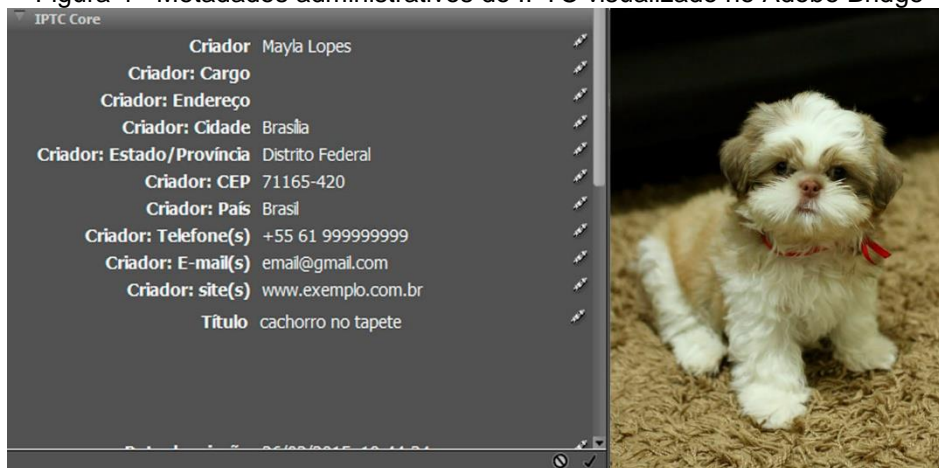 IPTC Core
Criador Mayla Lopes
Criador: Cargo
Criador: Endereço
Criador: Cidade Brasília
Criador: Estado/Província Distrito Federal
Criador: CEP 71165-420
Criador: País Brasil
Criador: Telefone(s) +55 61 999999999
Criador: E-mail(s) email@gmail.com
Criador: site(s) www.exemplo.com.br
Título cachorro no tapete